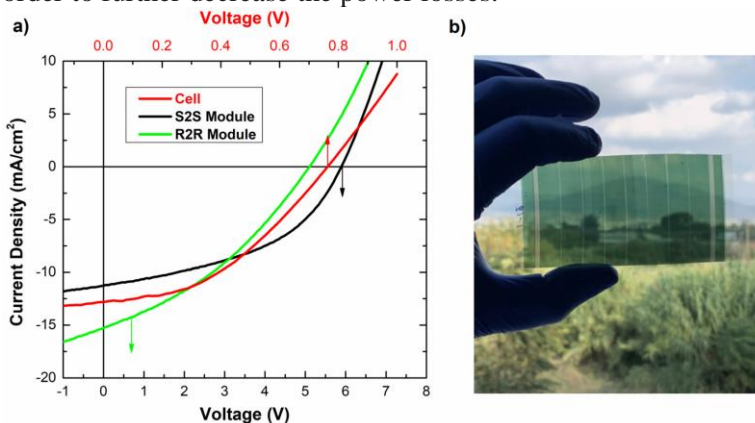 order to further decrease the power losses.
Voltage (V)
a)
b)
0.0 0.2 0.4 0.6 0.8 1.0
10
5
0
-5
-10
-15
-20
Current Density (mA/cm²)
Cell
S2S Module
R2R Module
-1 0 1 2 3 4 5 6 7 8
Voltage (V)